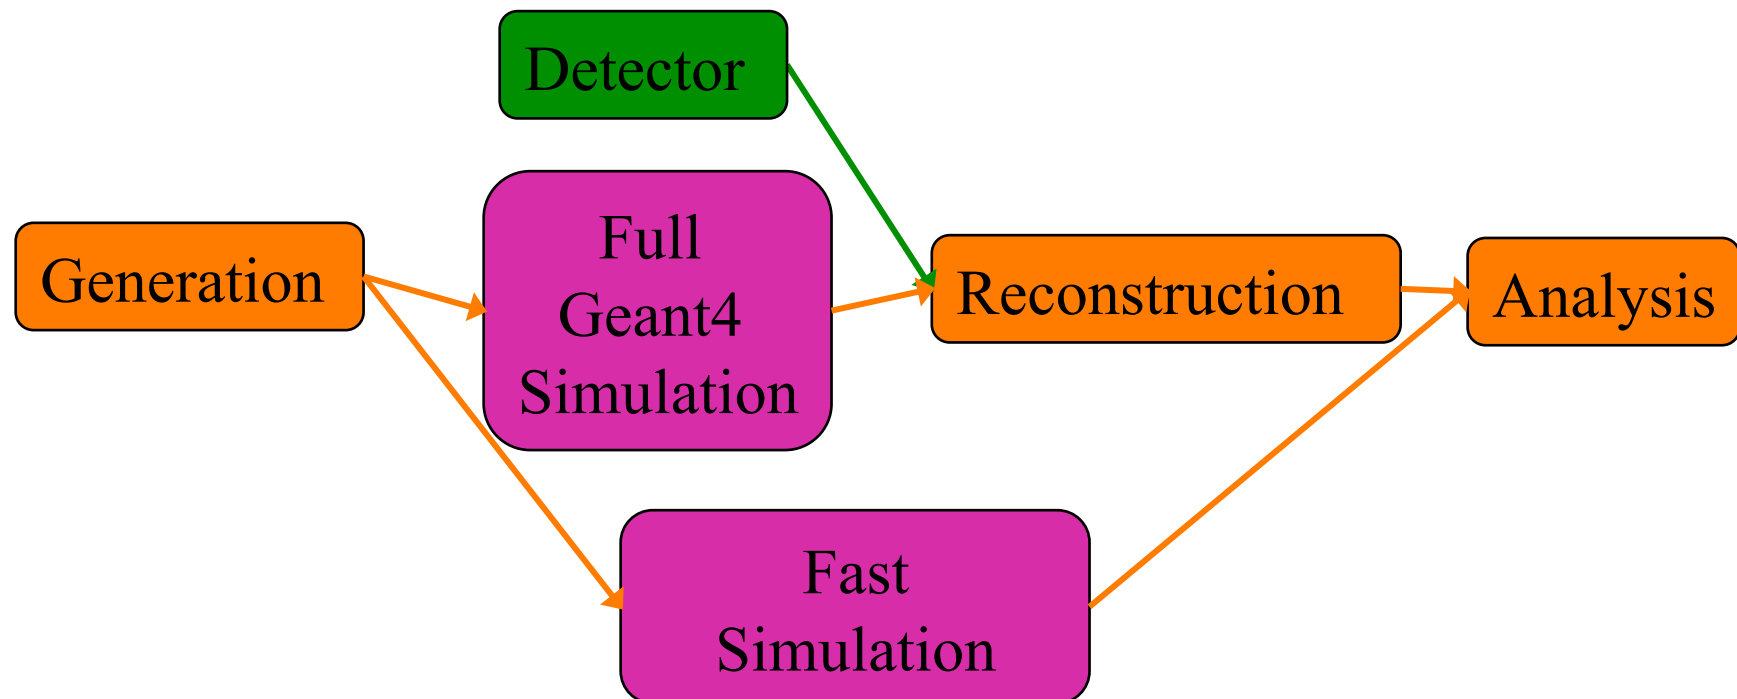 Detector
Generation
Full
Geant4
Simulation
Reconstruction
Analysis
Fast
Simulation